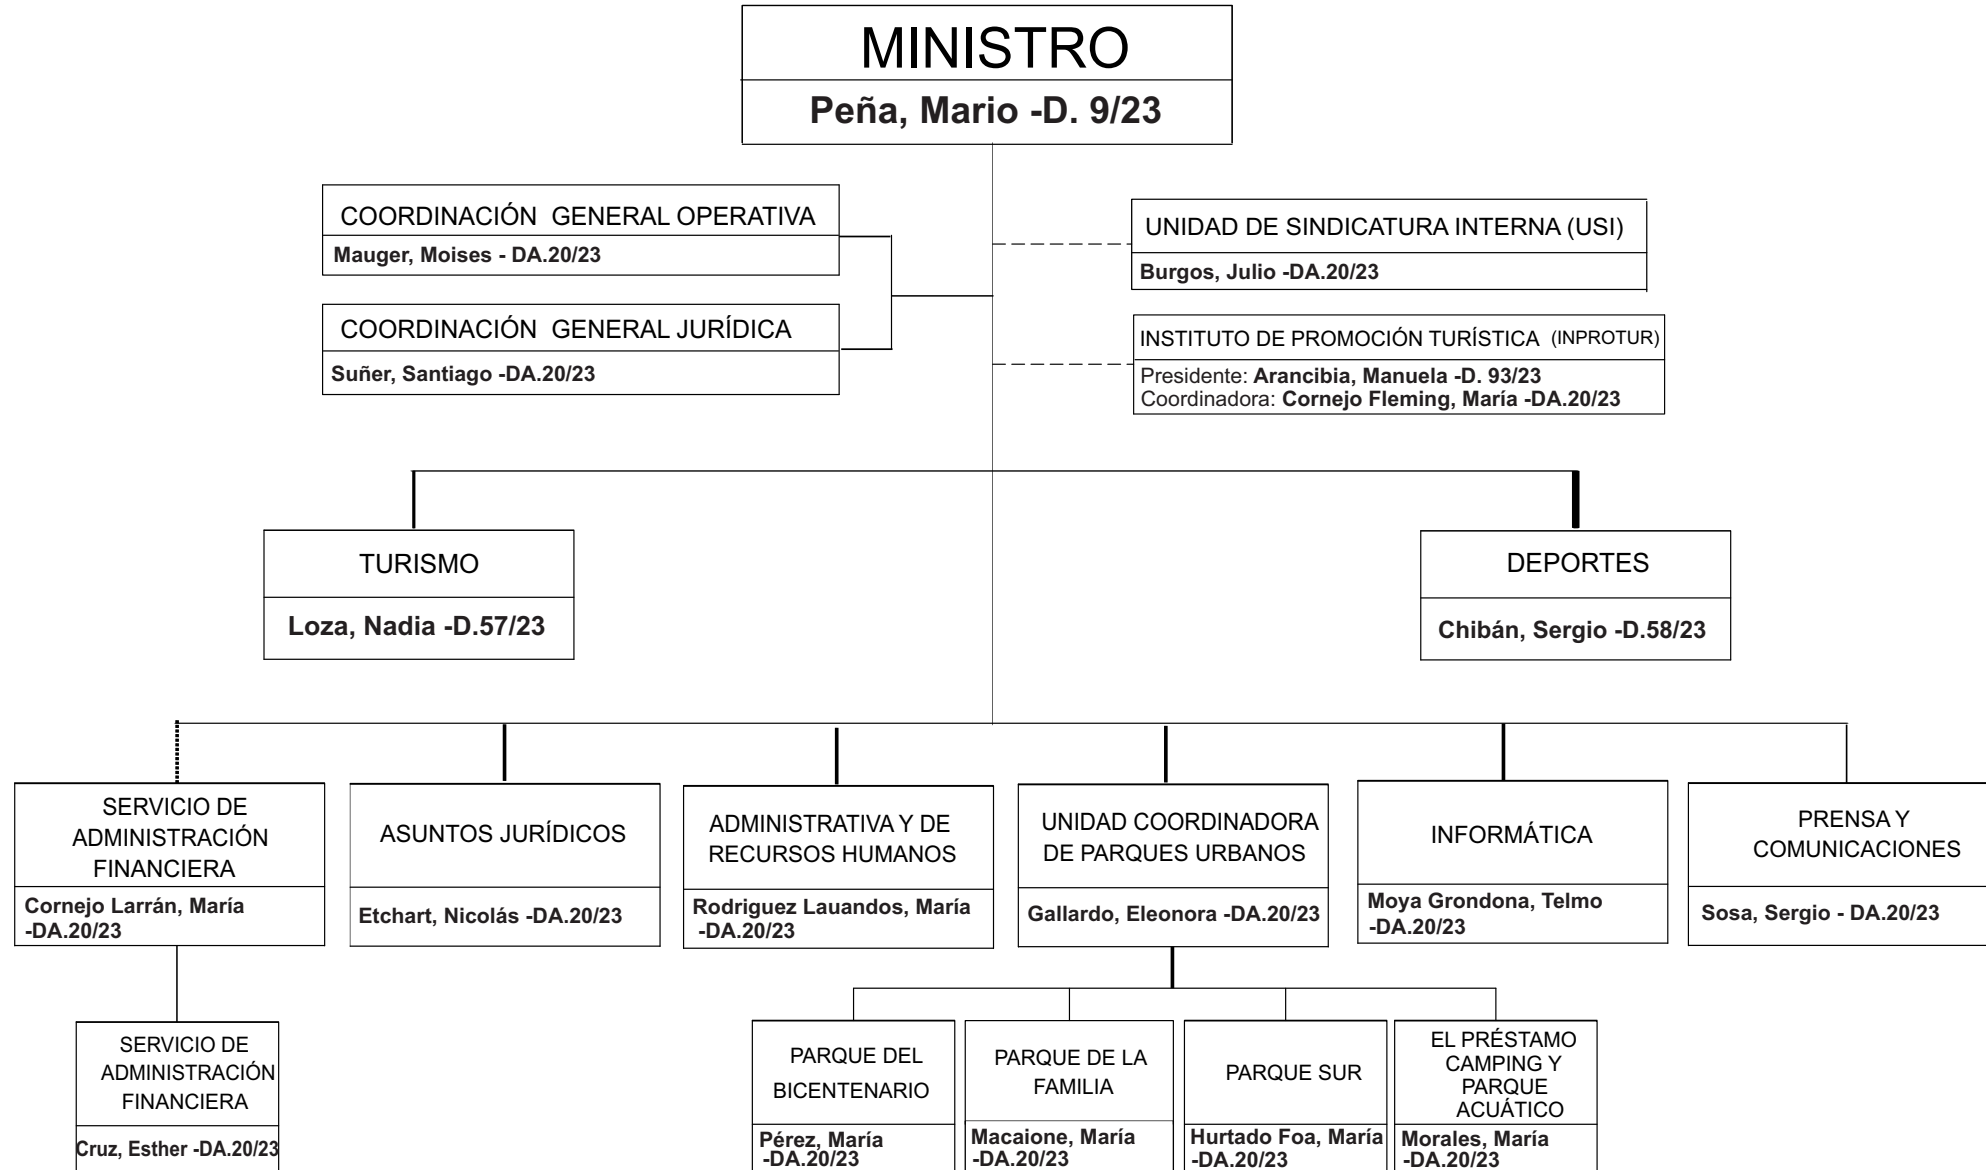 MINISTRO
Peña, Mario -D. 9/23
COORDINACIÓN GENERAL OPERATIVA
Mauger, Moises - DA.20/23
COORDINACIÓN GENERAL JURÍDICA
Suñer, Santiago -DA.20/23
UNIDAD DE SINDICATURA INTERNA (USI)
Burgos, Julio -DA.20/23
INSTITUTO DE PROMOCIÓN TURÍSTICA (INPROTUR)
Presidente: Arancibia, Manuela -D. 93/23
Coordinadora: Cornejo Fleming, María -DA.20/23
TURISMO
Loza, Nadia -D.57/23
DEPORTES
Chibán, Sergio -D.58/23
SERVICIO DE
ADMINISTRACIÓN
FINANCIERA
Cornejo Larrán, María
-DA.20/23
ASUNTOS JURÍDICOS
Etchart, Nicolás -DA.20/23
ADMINISTRATIVA Y DE
RECURSOS HUMANOS
Rodriguez Lauandos, María
-DA.20/23
UNIDAD COORDINADORA
DE PARQUES URBANOS
Gallardo, Eleonora -DA.20/23
INFORMÁTICA
Moya Grondona, Telmo
-DA.20/23
PRENSA Y
COMUNICACIONES
Sosa, Sergio - DA.20/23
SERVICIO DE
ADMINISTRACIÓN
FINANCIERA
Cruz, Esther -DA.20/23
PARQUE DEL
BICENTENARIO
Pérez, María
-DA.20/23
PARQUE DE LA
FAMILIA
Macaione, María
-DA.20/23
PARQUE SUR
Hurtado Foa, María
-DA.20/23
EL PRÉSTAMO
CAMPING Y
PARQUE
ACUÁTICO
Morales, María
-DA.20/23